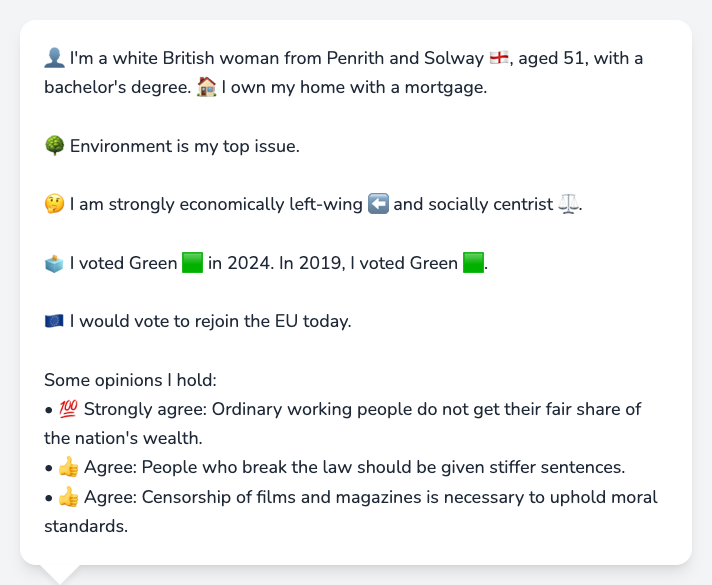 👤 I'm a white British woman from Penrith and Solway 🏴󠁧󠁢󠁥󠁮󠁧󠁿, aged 51, with a
bachelor's degree. 🏠 I own my home with a mortgage.
🌳 Environment is my top issue.
🤔 I am strongly economically left-wing ⬅️ and socially centrist ⚖️.
🗳️ I voted Green 🟩 in 2024. In 2019, I voted Green 🟩.
🇪🇺 I would vote to rejoin the EU today.
Some opinions I hold:
• 💯 Strongly agree: Ordinary working people do not get their fair share of
the nation's wealth.
• 👍 Agree: People who break the law should be given stiffer sentences.
• 👍 Agree: Censorship of films and magazines is necessary to uphold moral
standards.